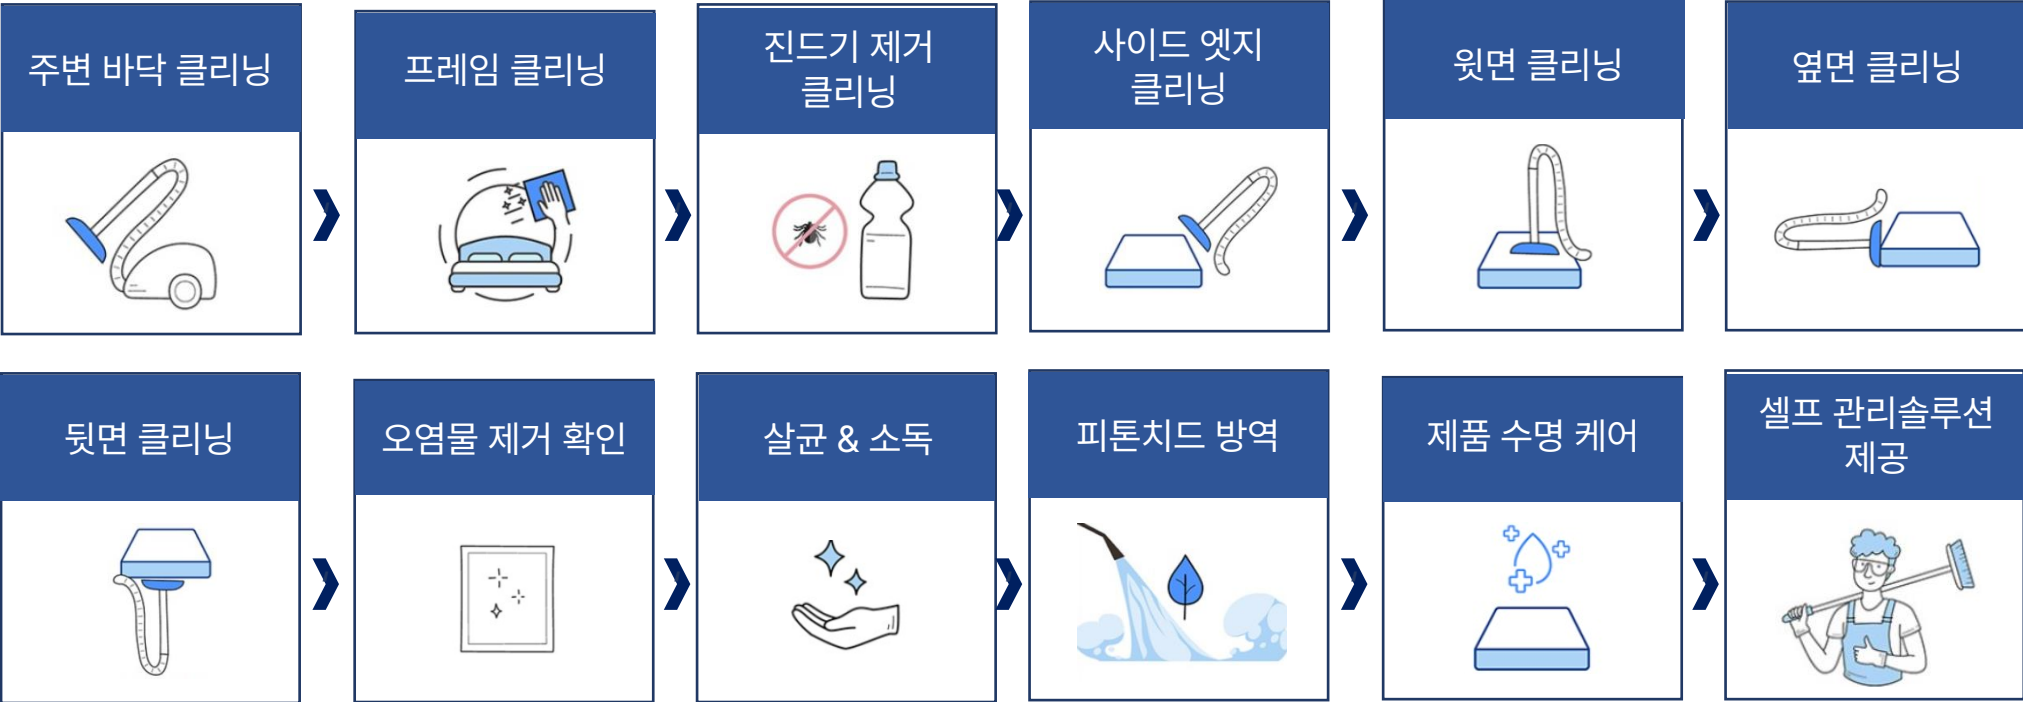 주변 바닥 클리닝
프레임 클리닝
진드기 제거
클리닝
사이드 엣지
클리닝
윗면 클리닝
옆면 클리닝
뒷면 클리닝
오염물 제거 확인
살균 & 소독
피톤치드 방역
제품 수명 케어
셀프 관리솔루션
제공